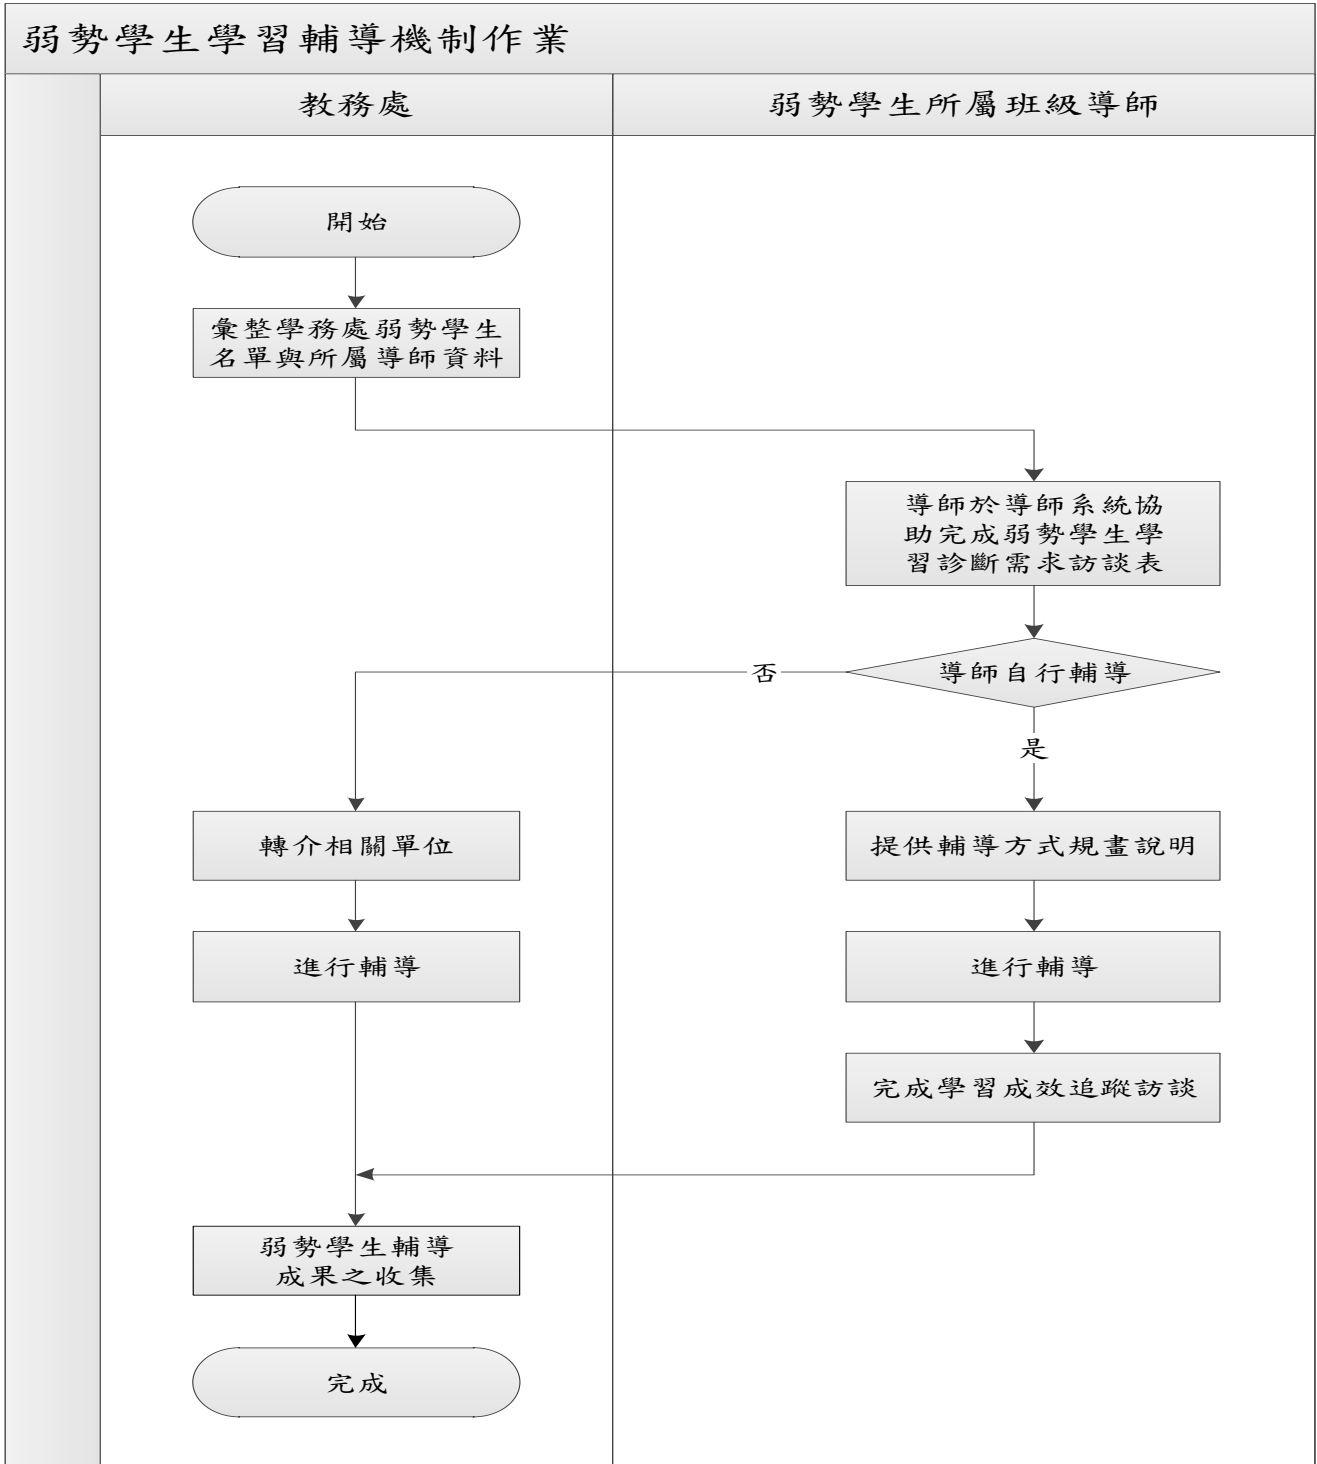 弱勢學生學習輔導機制作業
教務處
弱勢學生所屬班級導師
開始
彙整學務處弱勢學生
名單與所屬導師資料
導師於導師系統協
助完成弱勢學生學
習診斷需求訪談表
導師自行輔導
否
是
轉介相關單位
提供輔導方式規畫說明
進行輔導
進行輔導
完成學習成效追蹤訪談
弱勢學生輔導
成果之收集
完成